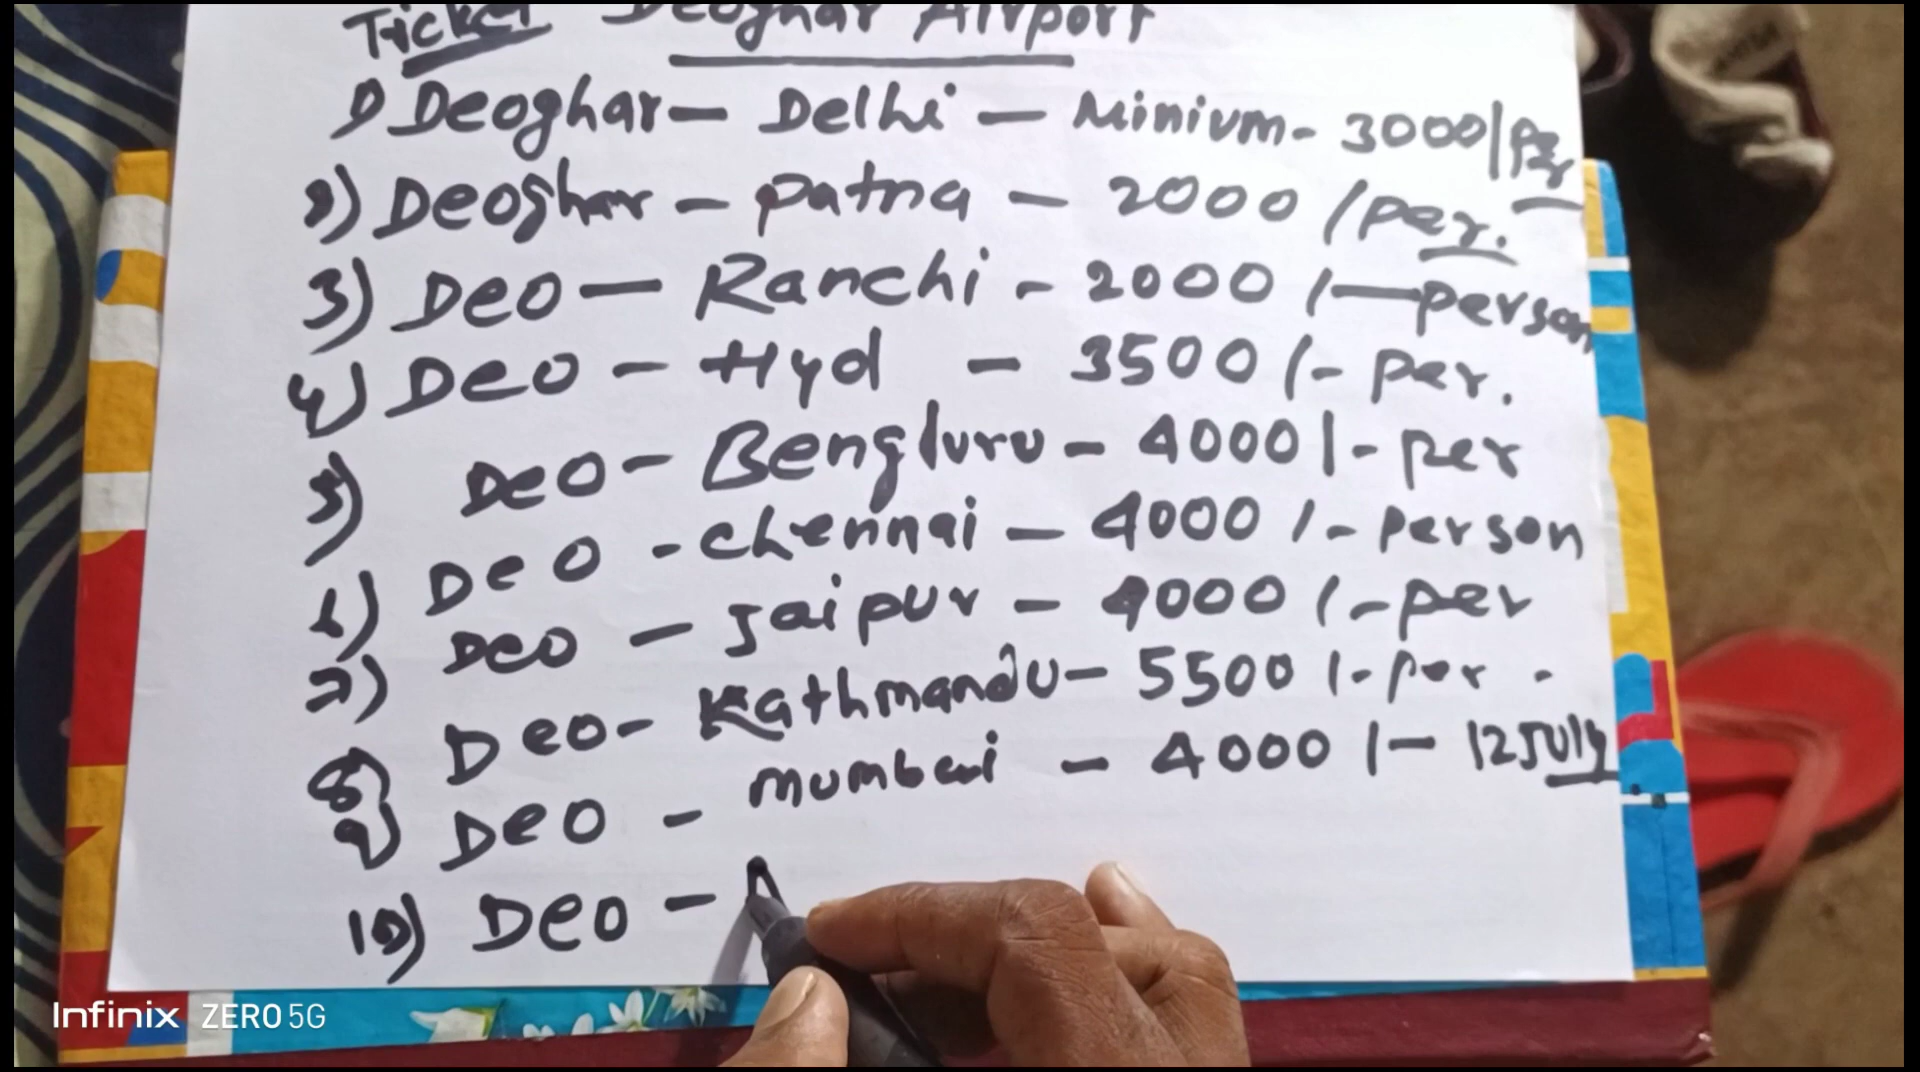 Ticket Deoghar Airport
1) Deoghar - Delhi - Minium - 3000/per
2) Deoghar - Patna - 2000 /per.
3) Deo - Ranchi - 2000 /- person
4) Deo - Hyd - 3500 /- per.
5) Deo - Bengluru - 4000 /- per
6) Deo - chennai - 4000 /- person
7) Deo - Jaipur - 4000 /- per
8) Deo - Kathmandu - 5500 /- per.
9) Deo - mumbai - 4000 /- 12 July
10) Deo -
Infinix ZERO 5G